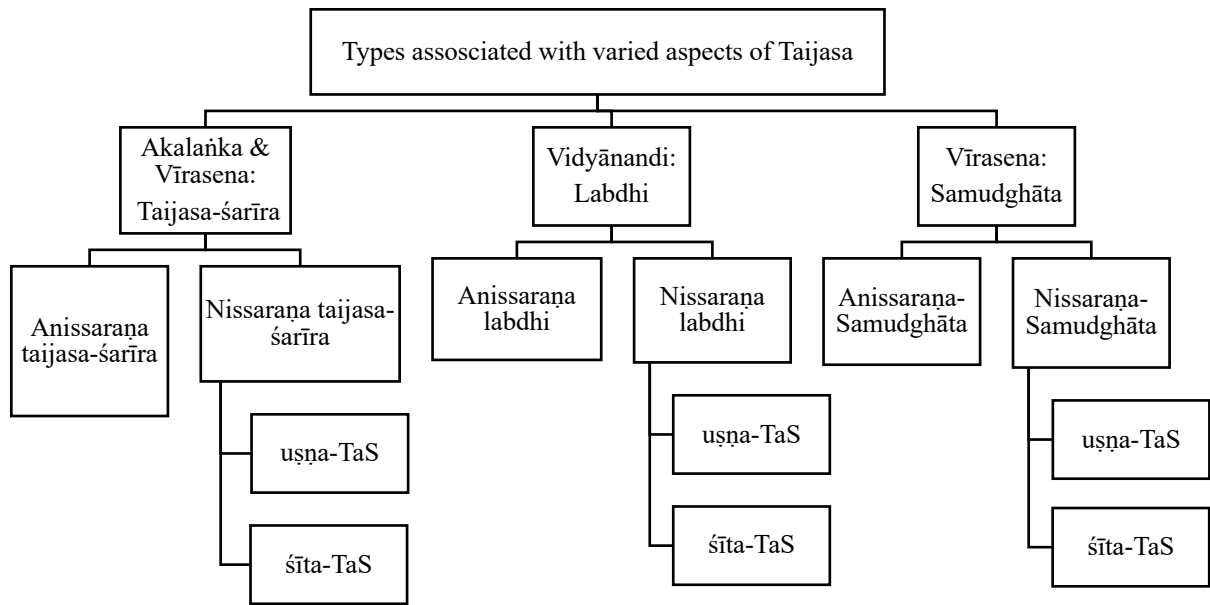 Types assosciated with varied aspects of Taijasa
Akalaṅka &
Vīrasena:
Taijasa-śarīra
Vidyānandi:
Labdhi
Vīrasena:
Samudghāta
Anissaraṇa
taijasa-śarīra
Nissaraṇa taijasa-
śarīra
uṣṇa-TaS
śīta-TaS
Anissaraṇa
labdhi
Nissaraṇa
labdhi
uṣṇa-TaS
śīta-TaS
Anissaraṇa-
Samudghāta
Nissaraṇa-
Samudghāta
uṣṇa-TaS
śīta-TaS